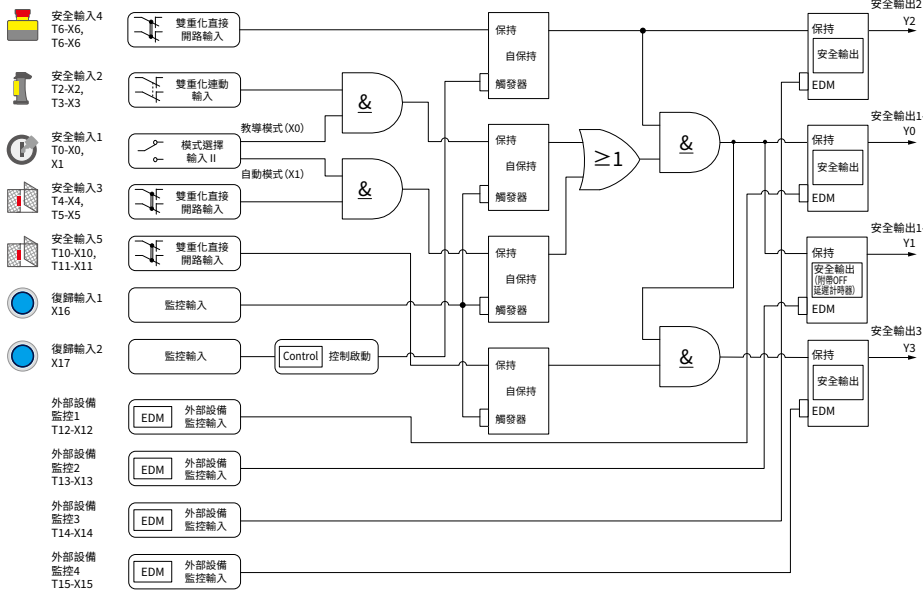 安全輸入4
T6-X6,
T6-X6
雙重化直接
開路輸入
安全輸入2
T2-X2,
T3-X3
雙重化連動
輸入
安全輸入1
T0-X0,
X1
模式選擇
輸入 II
教導模式(X0)
自動模式(X1)
安全輸入3
T4-X4,
T5-X5
雙重化直接
開路輸入
安全輸入5
T10-X10,
T11-X11
雙重化直接
開路輸入
復歸輸入1
X16
監控輸入
復歸輸入2
X17
監控輸入
Control 控制啟動
外部設備
監控1
T12-X12
EDM 外部設備
監控輸入
外部設備
監控2
T13-X13
EDM 外部設備
監控輸入
外部設備
監控3
T14-X14
EDM 外部設備
監控輸入
外部設備
監控4
T15-X15
EDM 外部設備
監控輸入
&
&
保持
自保持
觸發器
保持
自保持
觸發器
保持
自保持
觸發器
保持
自保持
觸發器
≥1
&
&
安全輸出2
Y2
保持
安全輸出
EDM
安全輸出1
Y0
保持
安全輸出
EDM
安全輸出1
Y1
保持
安全輸出
(附帶OFF
延遲計時器)
EDM
安全輸出3
Y3
保持
安全輸出
EDM